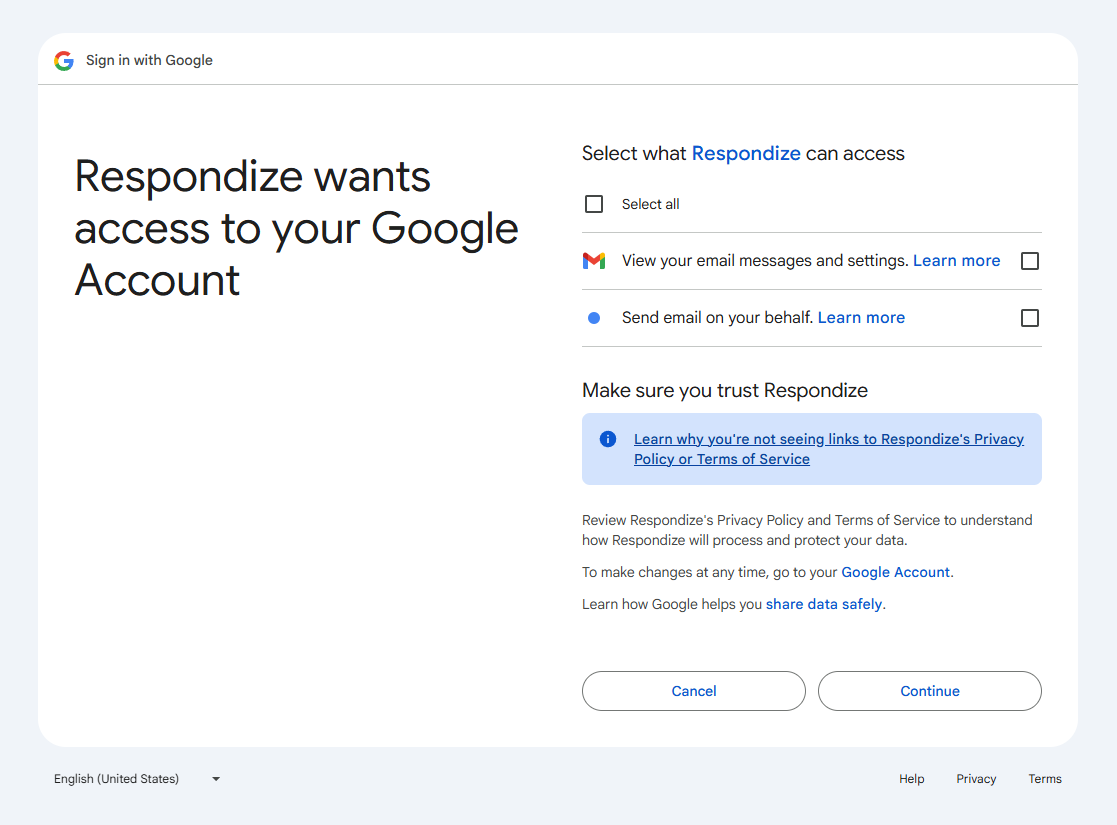 Sign in with Google
Respondize wants
access to your Google
Account
Select what Respondize can access
Select all
View your email messages and settings. Learn more
Send email on your behalf. Learn more
Make sure you trust Respondize
Learn why you're not seeing links to Respondize's Privacy
Policy or Terms of Service
Review Respondize's Privacy Policy and Terms of Service to understand
how Respondize will process and protect your data.
To make changes at any time, go to your Google Account.
Learn how Google helps you share data safely.
Cancel Continue
English (United States) Help Privacy Terms